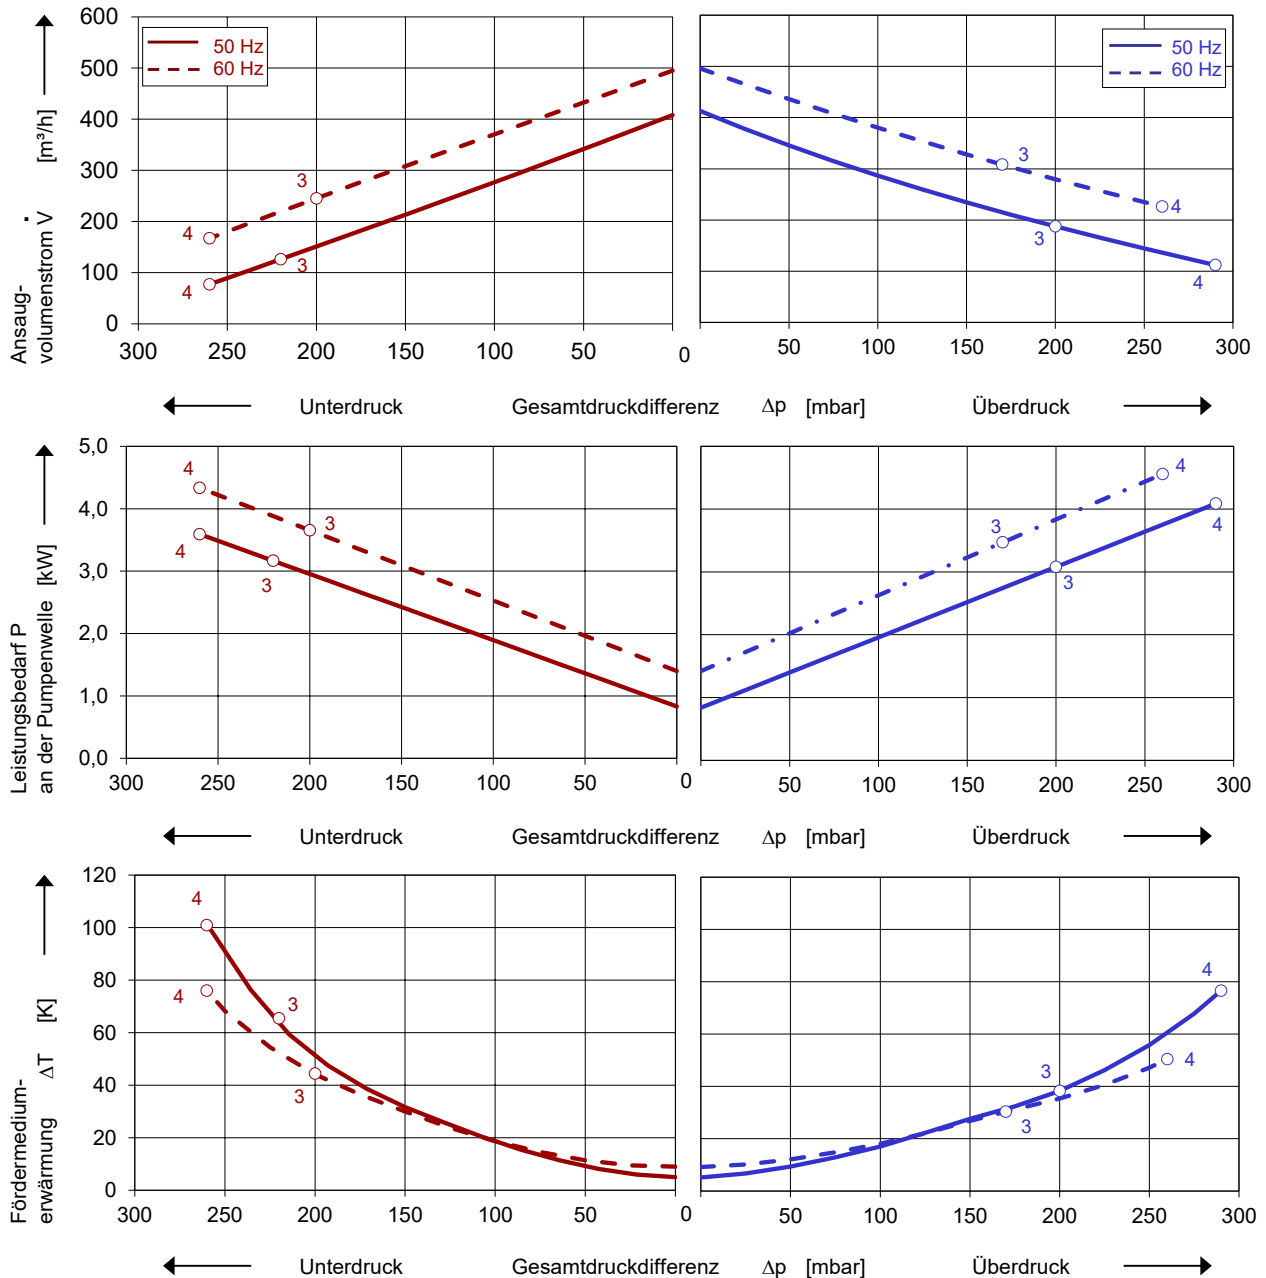 600
500
400
300
200
100
0
[m³/h]
Ansaug-
volumenstrom V̇
50 Hz
60 Hz
4
3
4
3
300 250 200 150 100 50 0
50 Hz
60 Hz
3
4
3
4
50 100 150 200 250 300
Unterdruck Gesamtdruckdifferenz Δp [mbar] Überdruck
5,0
4,0
3,0
2,0
1,0
0,0
Leistungsbedarf P
an der Pumpenwelle [kW]
4
3
4
3
300 250 200 150 100 50 0
4
3
4
3
50 100 150 200 250 300
Unterdruck Gesamtdruckdifferenz Δp [mbar] Überdruck
120
100
80
60
40
20
0
Fördermedium-
erwärmung ΔT [K]
4
4
3
3
300 250 200 150 100 50 0
4
3
4
3
50 100 150 200 250 300
Unterdruck Gesamtdruckdifferenz Δp [mbar] Überdruck